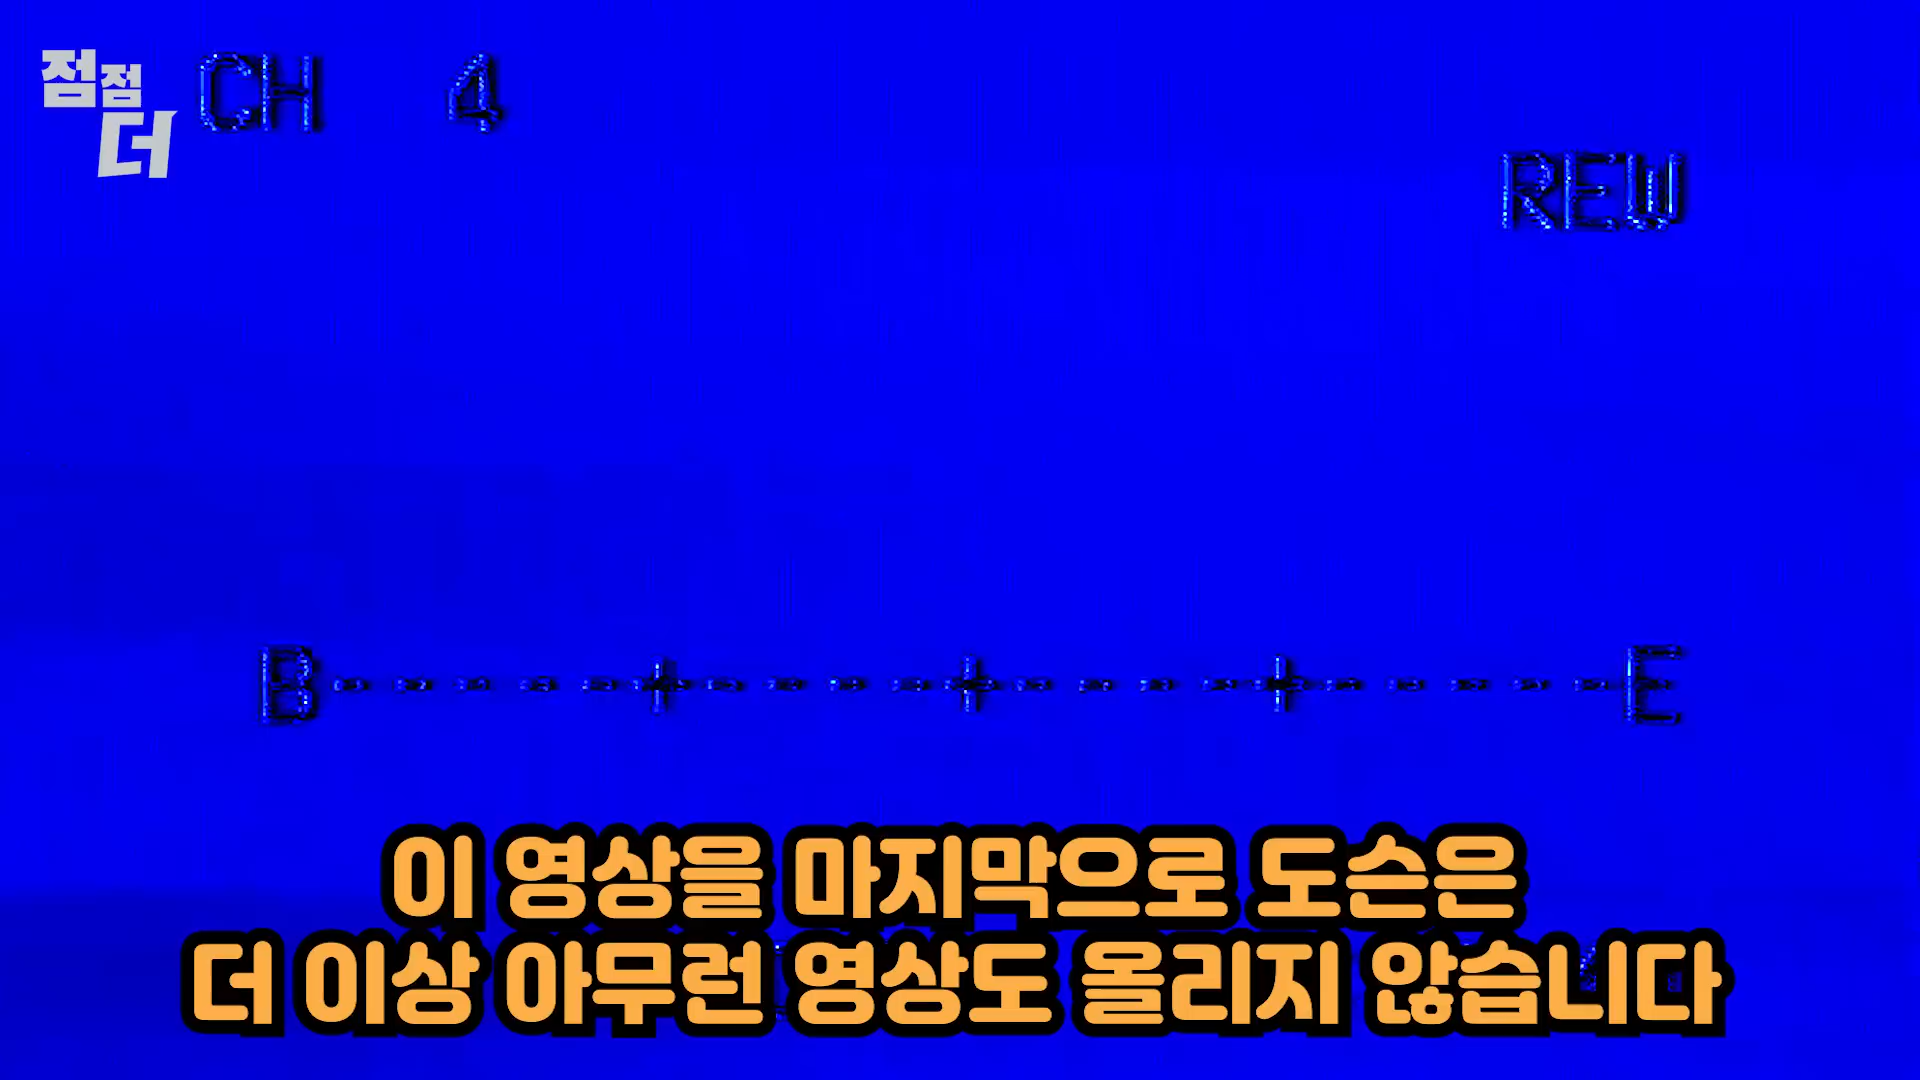 점점
더
CH 4
REW
B----+----+----+----E
이 영상을 마지막으로 도슨은
더 이상 아무런 영상도 올리지 않습니다